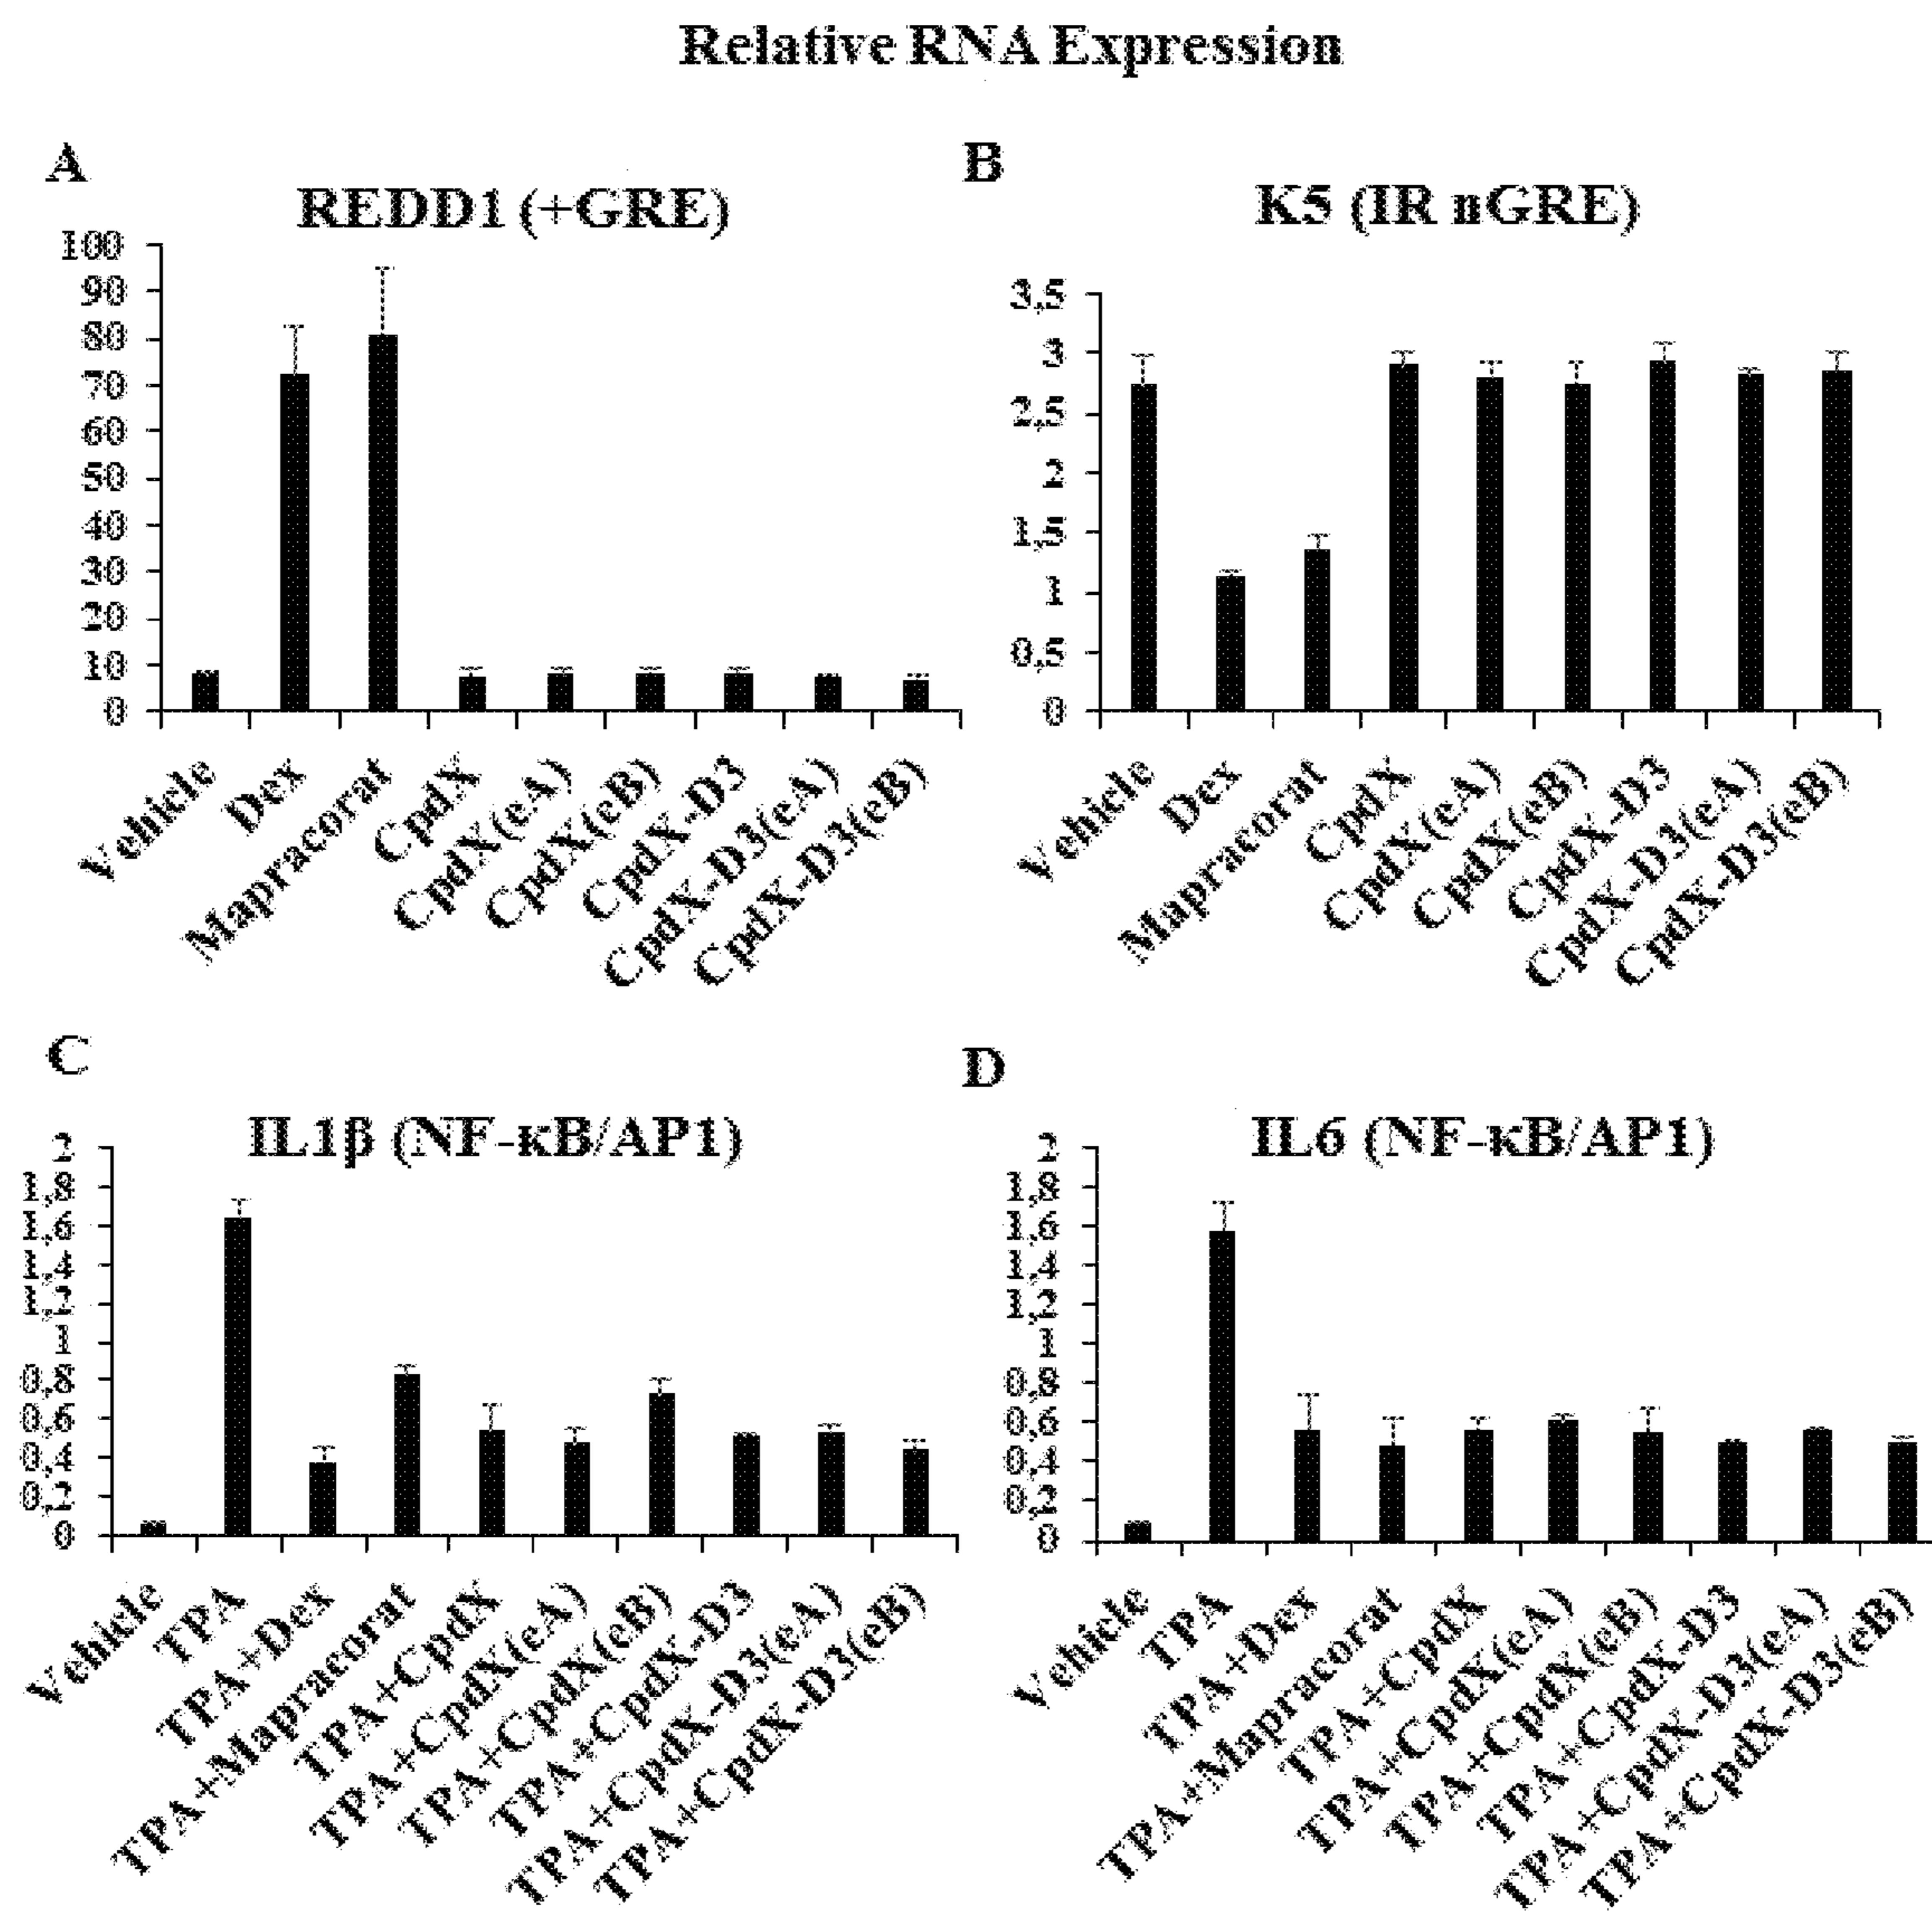 Relative RNA Expression
A
REDD1 (+GRE)
100
90
80
70
60
50
40
30
20
10
0
Vehicle
Dex
Mapracorat
CpdX
CpdX(eA)
CpdX(eB)
CpdX-D3
CpdX-D3(eA)
CpdX-D3(eB)
B
K5 (IR nGRE)
3,5
3
2,5
2
1,5
1
0,5
0
Vehicle
Dex
Mapracorat
CpdX
CpdX(eA)
CpdX(eB)
CpdX-D3
CpdX-D3(eA)
CpdX-D3(eB)
C
IL1β (NF-κB/AP1)
2
1,8
1,6
1,4
1,2
1
0,8
0,6
0,4
0,2
0
Vehicle
TPA
TPA+Dex
TPA+Mapracorat
TPA+CpdX
TPA+CpdX(eA)
TPA+CpdX(eB)
TPA+CpdX-D3
TPA+CpdX-D3(eA)
TPA+CpdX-D3(eB)
D
IL6 (NF-κB/AP1)
2
1,8
1,6
1,4
1,2
1
0,8
0,6
0,4
0,2
0
Vehicle
TPA
TPA+Dex
TPA+Mapracorat
TPA+CpdX
TPA+CpdX(eA)
TPA+CpdX(eB)
TPA+CpdX-D3
TPA+CpdX-D3(eA)
TPA+CpdX-D3(eB)